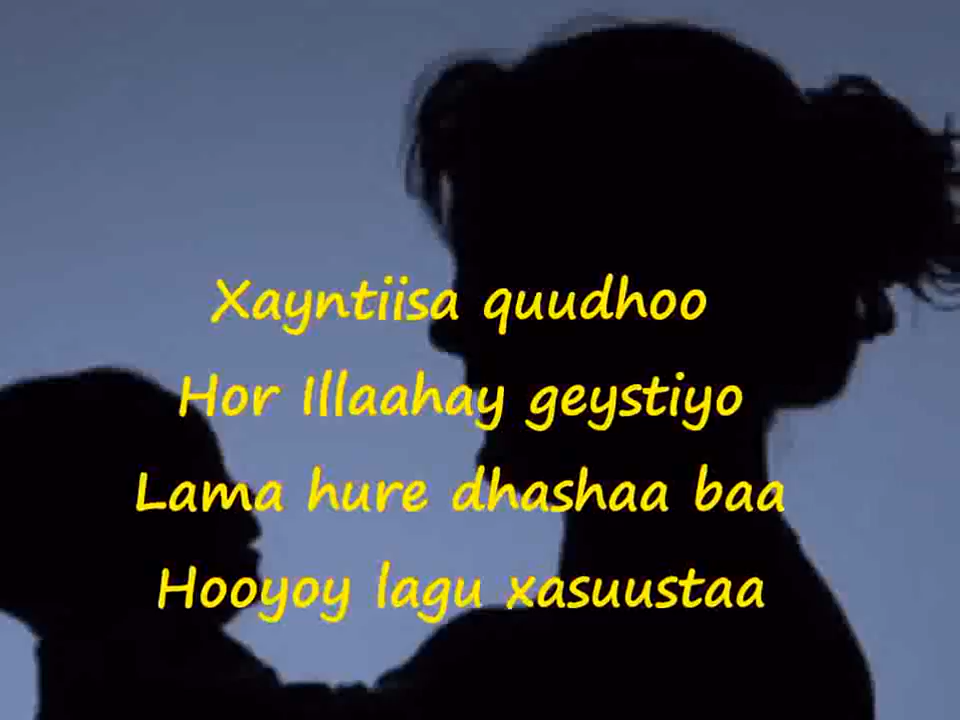 Xayntiisa quudhoo
Hor Illaahay geystiyo
Lama hure dhashaa baa
Hooyoy lagu xasuustaa